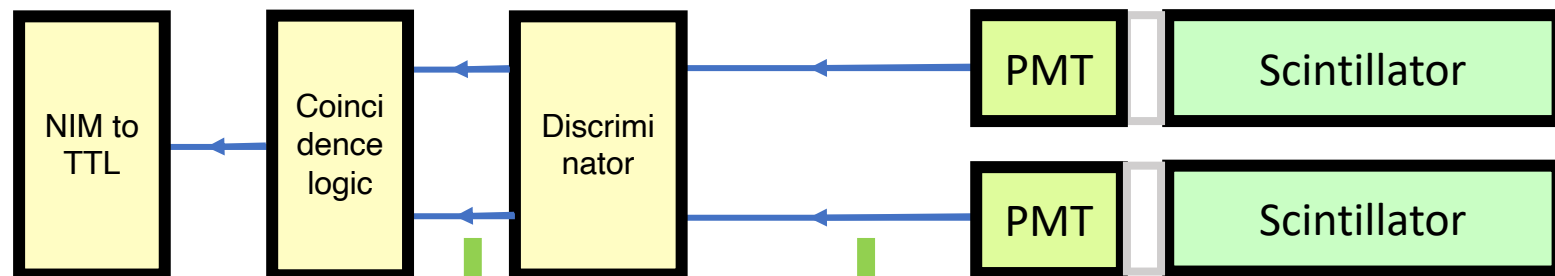 NIM to
TTL
Coinci
dence
logic
Discrimi
nator
PMT
Scintillator
PMT
Scintillator